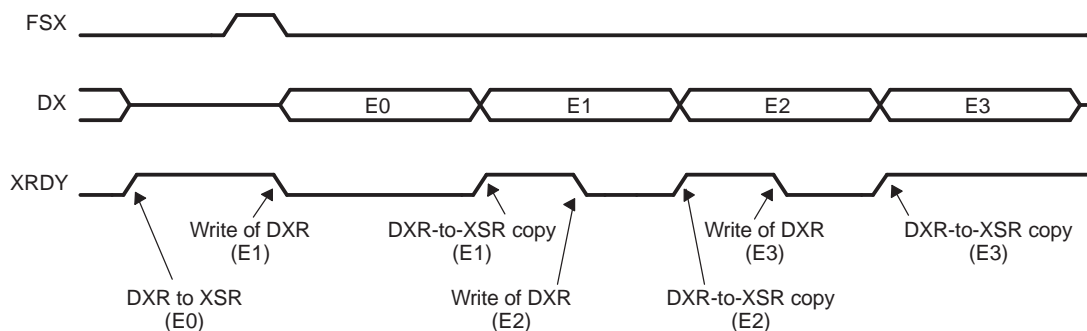 FSX
DX
E0 E1 E2 E3
XRDY
Write of DXR
(E1)
DXR-to-XSR copy
(E1)
Write of DXR
(E3)
DXR-to-XSR copy
(E3)
DXR to XSR
(E0)
Write of DXR
(E2)
DXR-to-XSR copy
(E2)